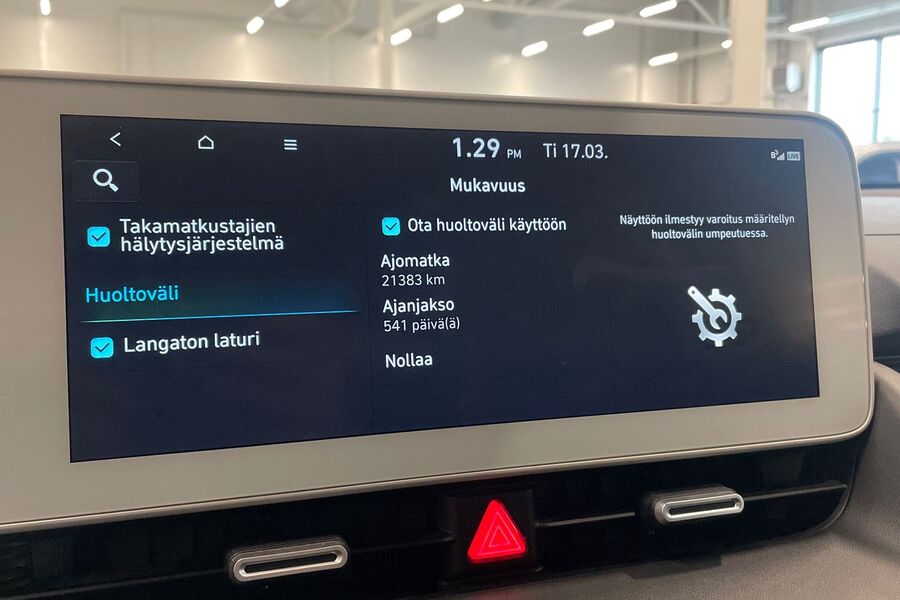 1.29 PM Ti 17.03.
LIVE
Mukavuus
Takamatkustajien
hälytysjärjestelmä
Huoltoväli
Langaton laturi
Ota huoltoväli käyttöön
Ajomatka
21383 km
Ajanjakso
541 päivä(ä)
Nollaa
Näyttöön ilmestyy varoitus määritellyn
huoltovälin umpeutuessa.